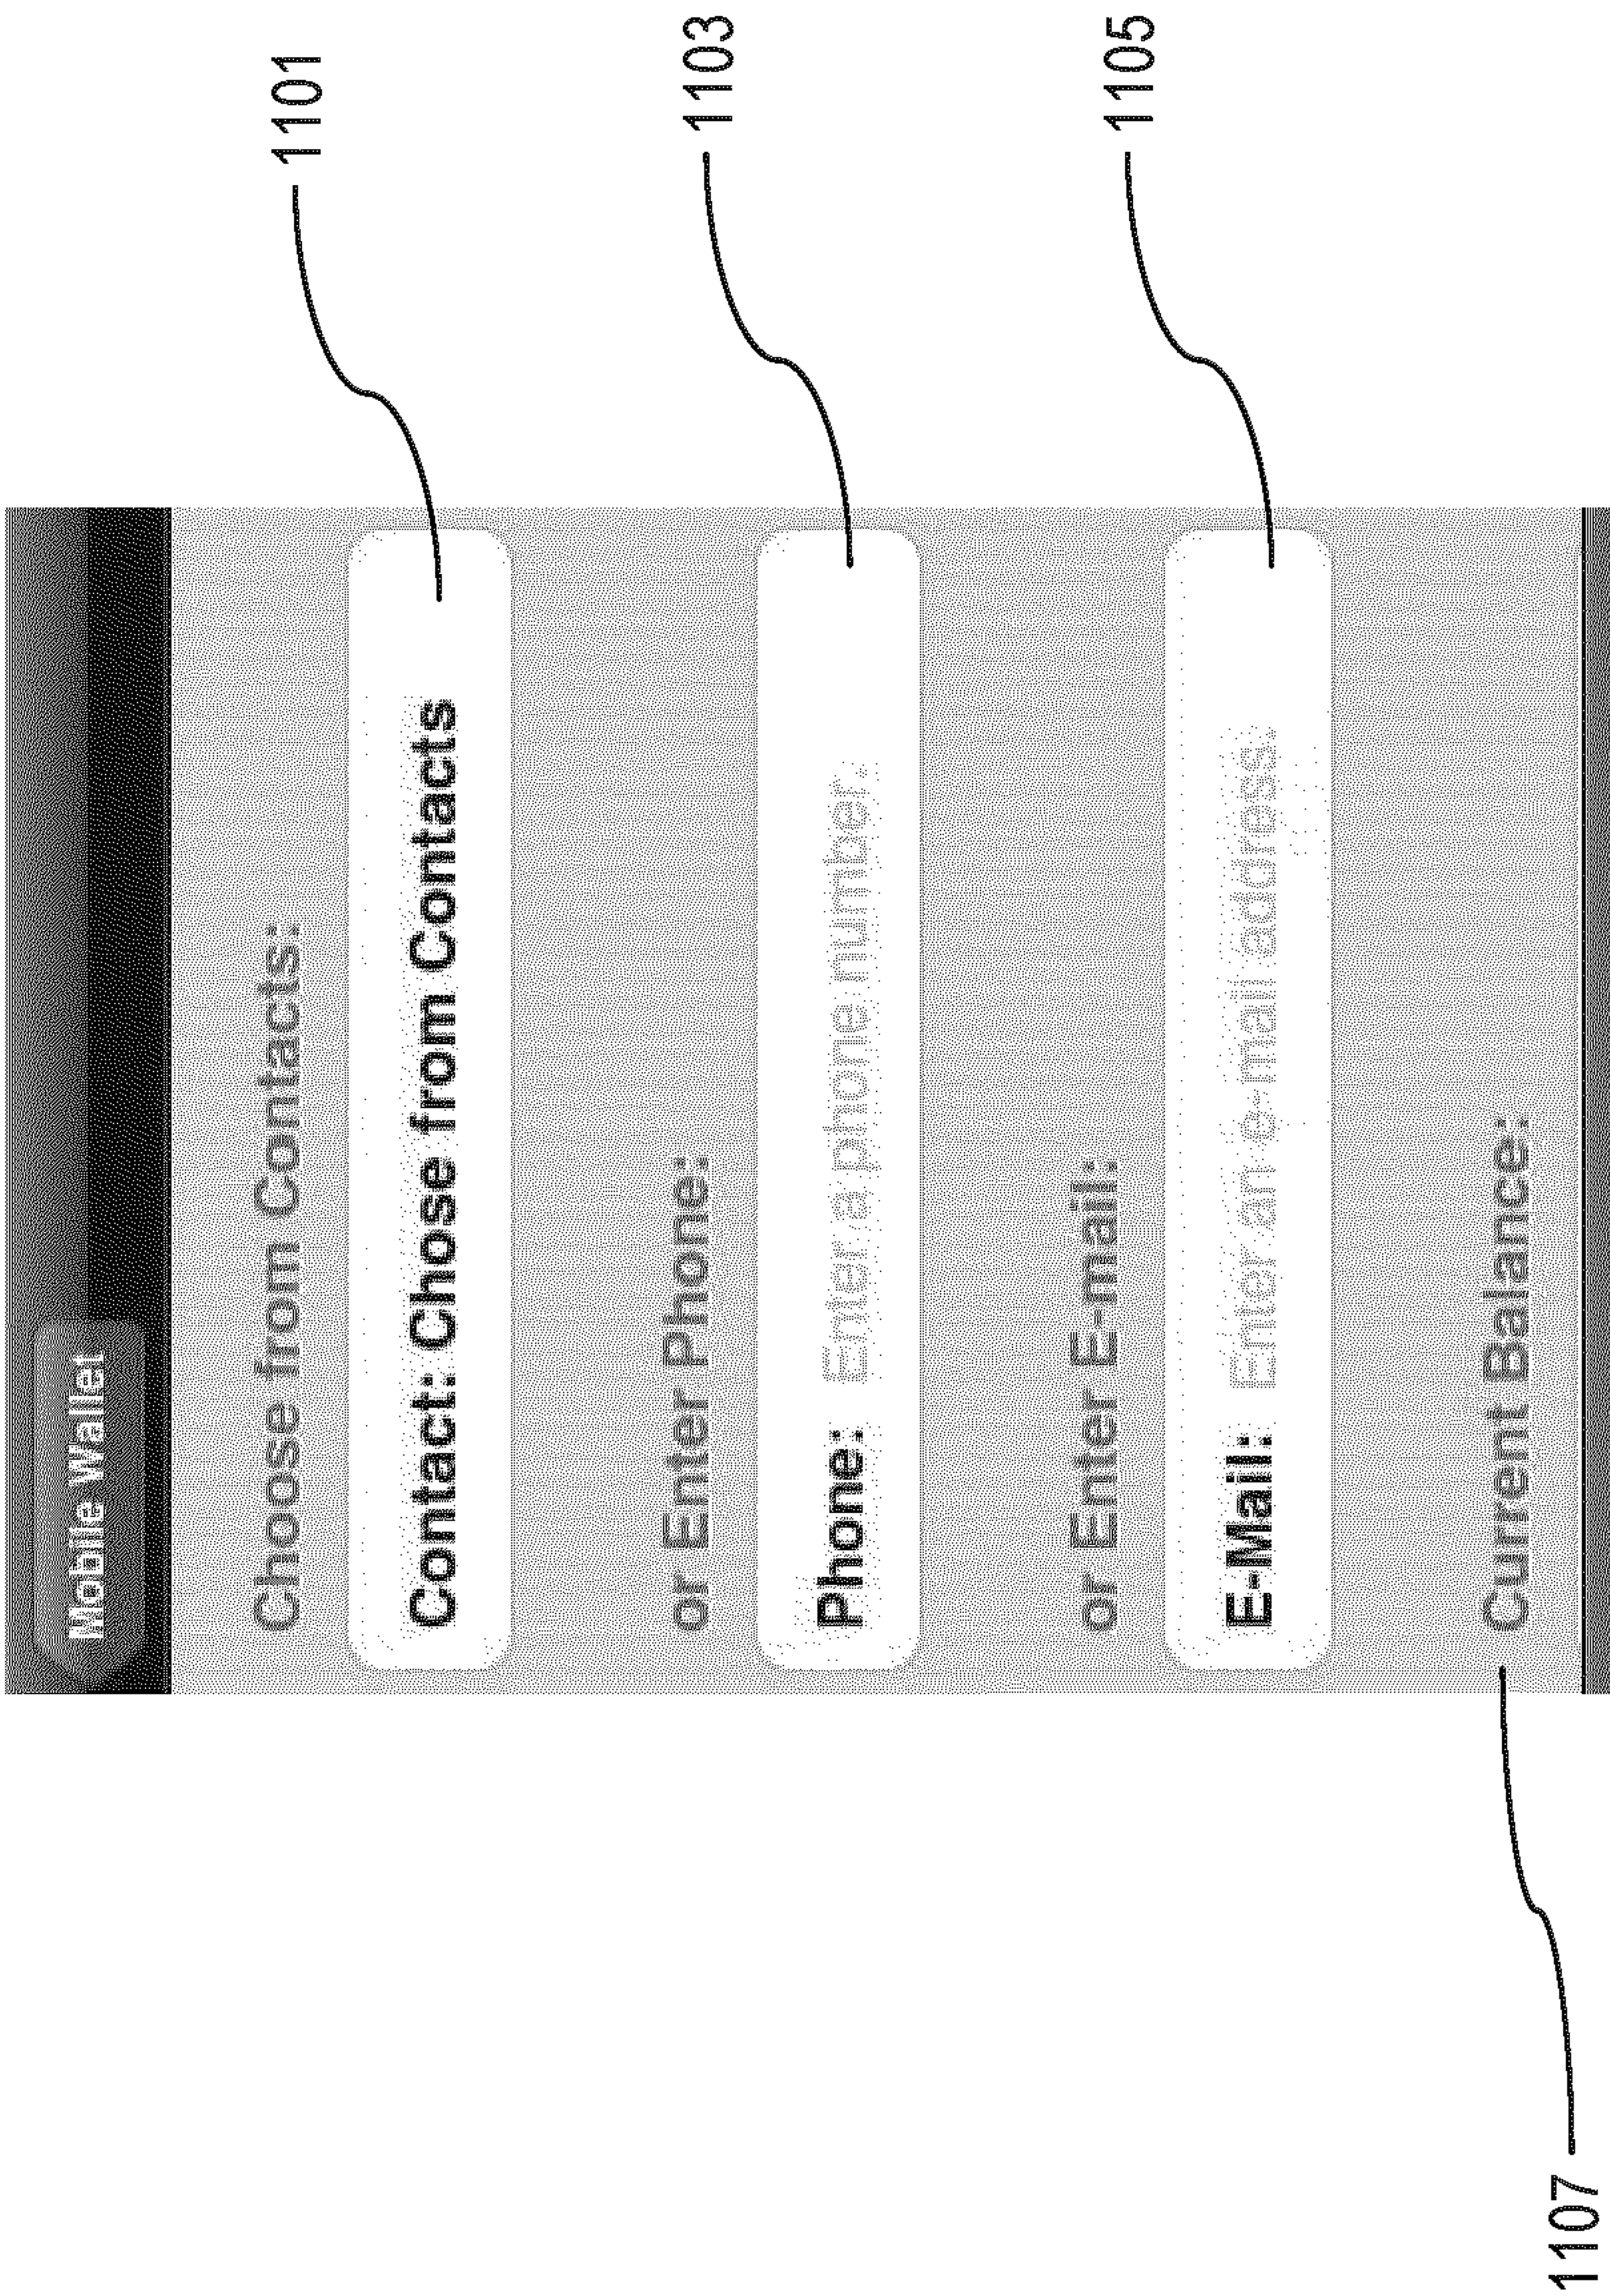 Mobile Wallet
Choose from Contacts:
Contact: Chose from Contacts
1101
or Enter Phone:
Phone: Enter a phone number.
1103
or Enter E-mail:
E-Mail: Enter an e-mail address.
1105
Current Balance:
1107